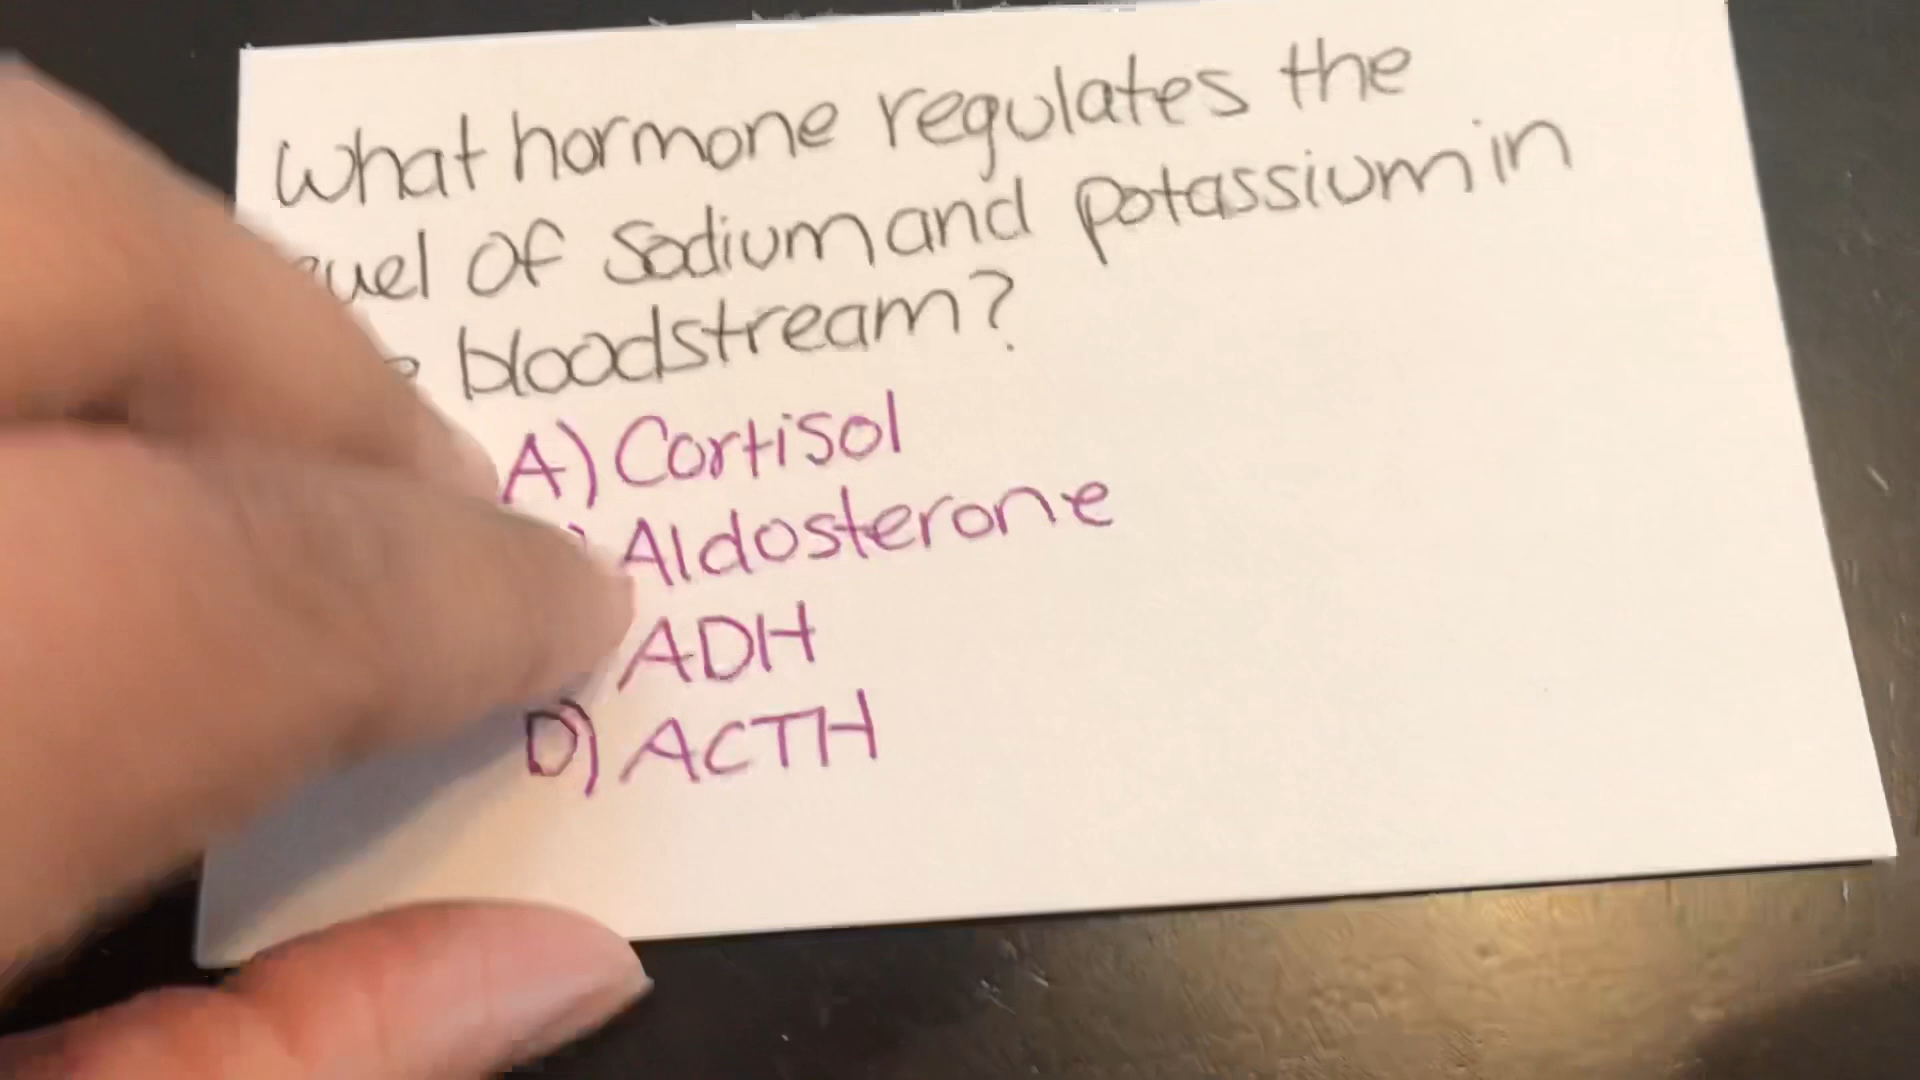 What hormone regulates the
of Sodium and potassium in
bloodstream?
A) Cortisol
Aldosterone
ADH
D) ACTH